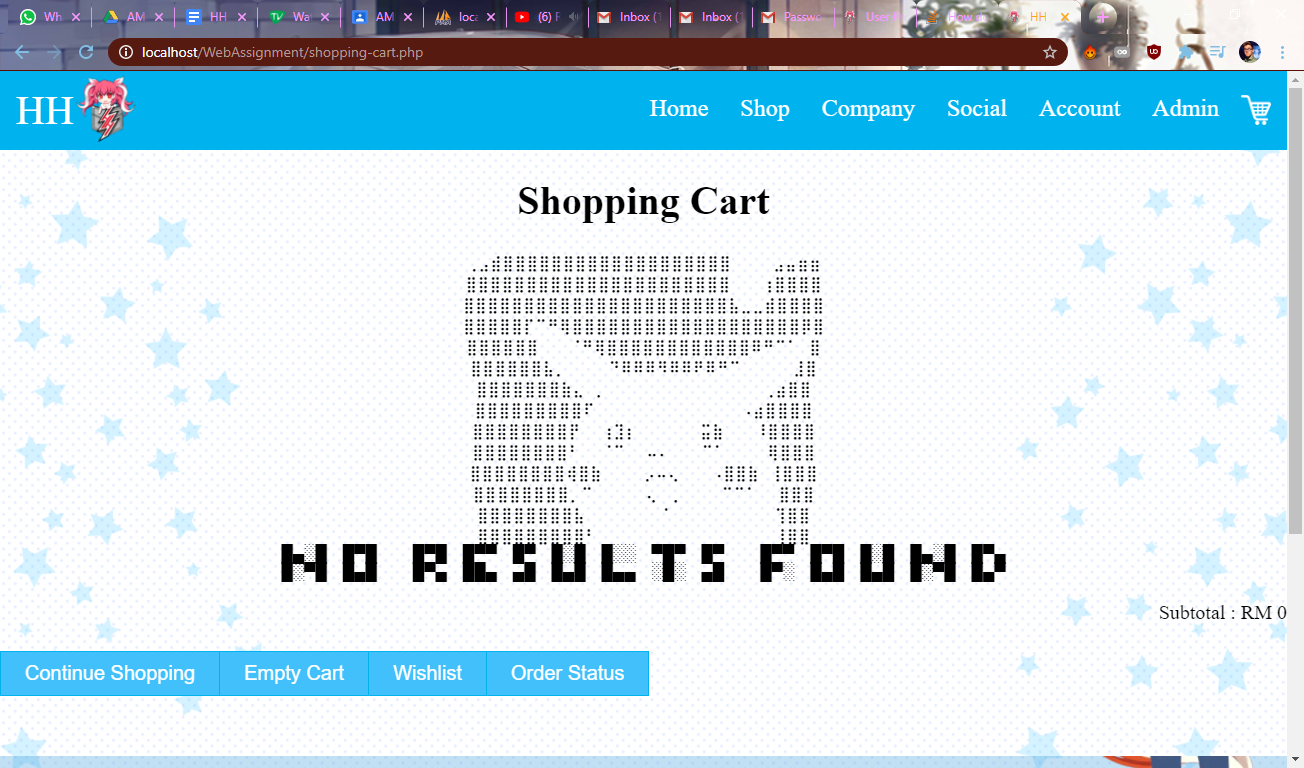 Wh
AM
HH
Wa
AM
loca
(6) F
Inbox (
Inbox (
Passwo
User
How
HH
localhost/WebAssignment/shopping-cart.php
HH
Home
Shop
Company
Social
Account
Admin
Shopping Cart
NO RESULTS FOUND
Subtotal : RM 0
Continue Shopping
Empty Cart
Wishlist
Order Status